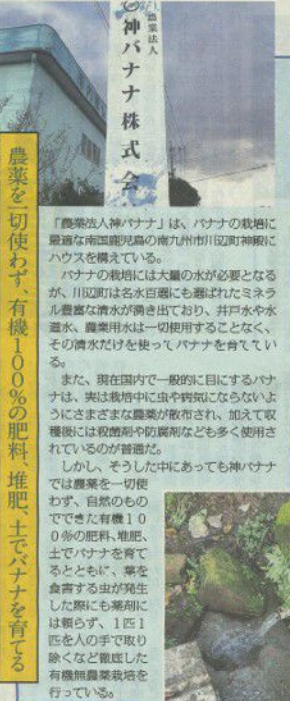 農業法人
神バナナ株式会
農薬を一切使わず、有機100%の肥料、堆肥、土でバナナを育てる
「農業法人神バナナ」は、バナナの栽培に
最適な南国鹿児島の南九州市川辺町神殿に
ハウスを構えている。
バナナの栽培には大量の水が必要となる
が、川辺町は名水百選にも選ばれたミネラ
ル豊富な清水が湧き出ており、井戸水や水
道水、農業用水は一切使用することなく、
その清水だけを使ってバナナを育ててい
る。
また、現在国内で一般的に目にするバナ
ナは、実は栽培中に虫や病気にならないよ
うにさまざまな農薬が散布され、加えて収
穫後には殺菌剤や防腐剤なども多く使用さ
れているのが普通だ。
しかし、そうした中にあっても神バナナ
では農薬を一切使
わず、自然のもの
でできた有機10
0%の肥料、堆肥、
土でバナナを育て
るとともに、葉を
食害する虫が発生
した際にも薬剤に
は頼らず、1匹1
匹を人の手で取り
除くなど徹底した
有機無農薬栽培を
行っている。